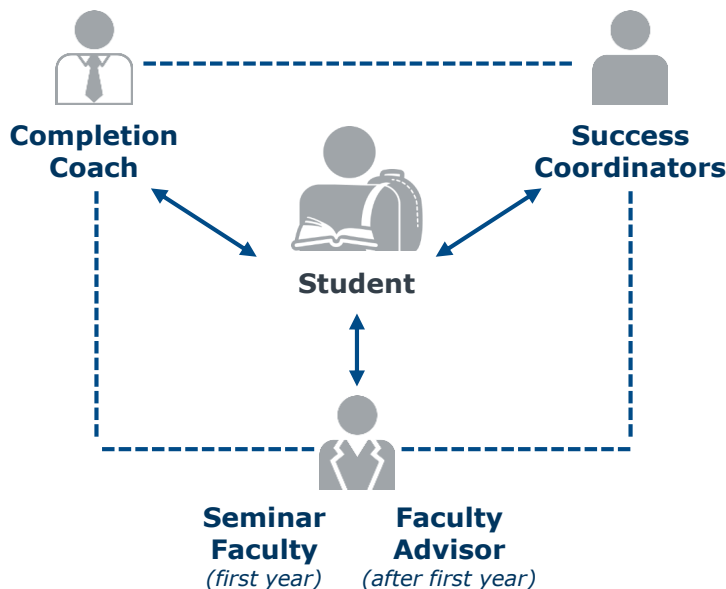 Completion
Coach
Success
Coordinators
Student
Seminar
Faculty
(first year)
Faculty
Advisor
(after first year)